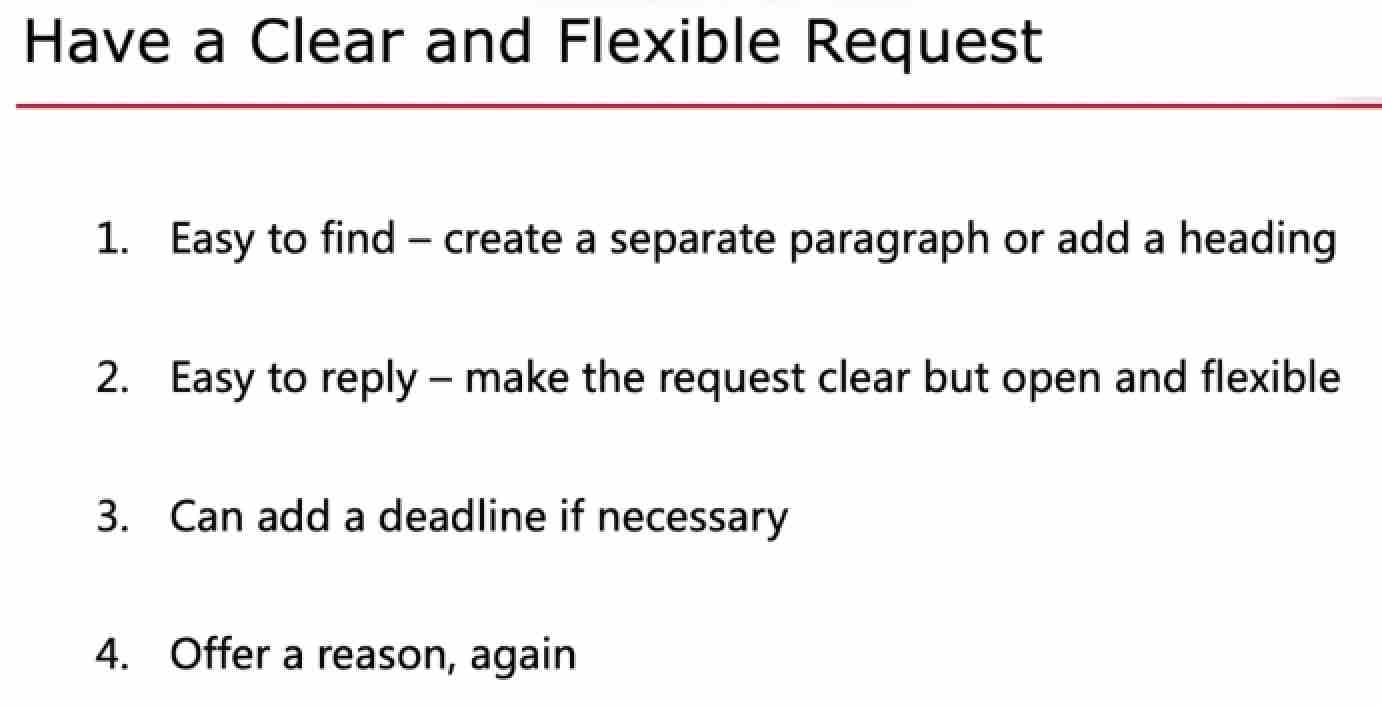 Have a Clear and Flexible Request
1. Easy to find – create a separate paragraph or add a heading
2. Easy to reply – make the request clear but open and flexible
3. Can add a deadline if necessary
4. Offer a reason, again